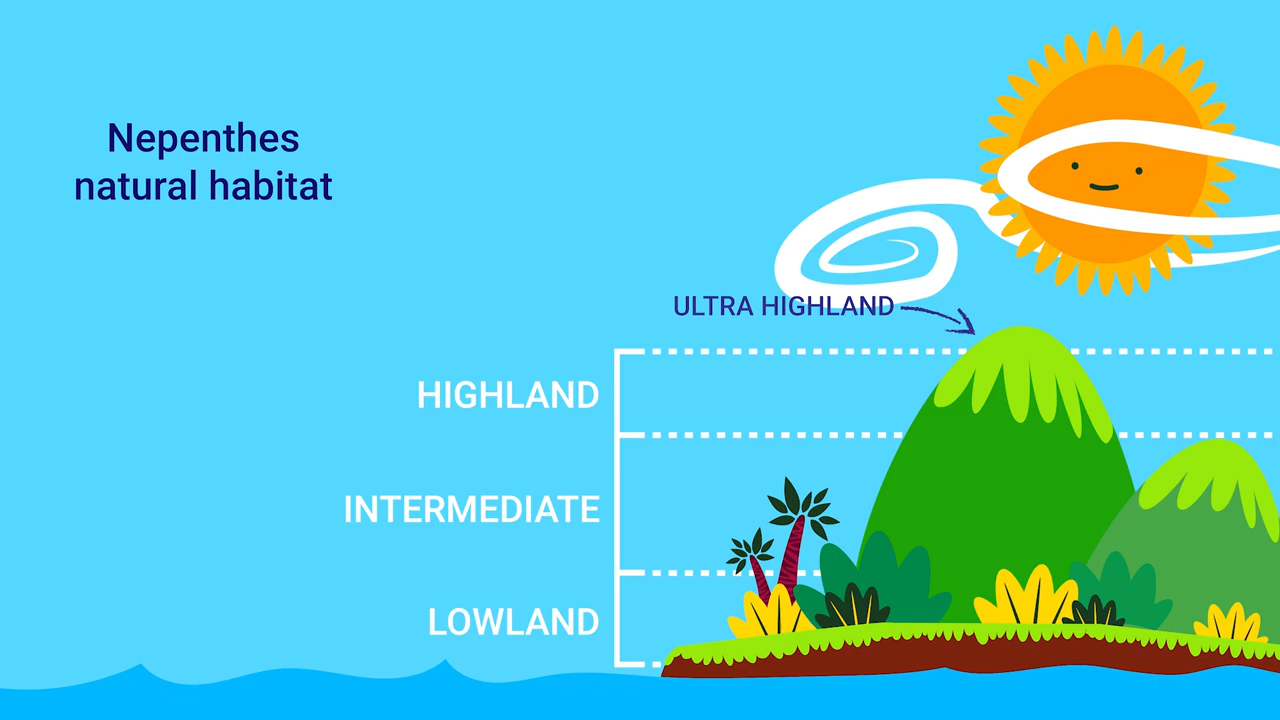 Nepenthes
natural habitat
ULTRA HIGHLAND
HIGHLAND
INTERMEDIATE
LOWLAND